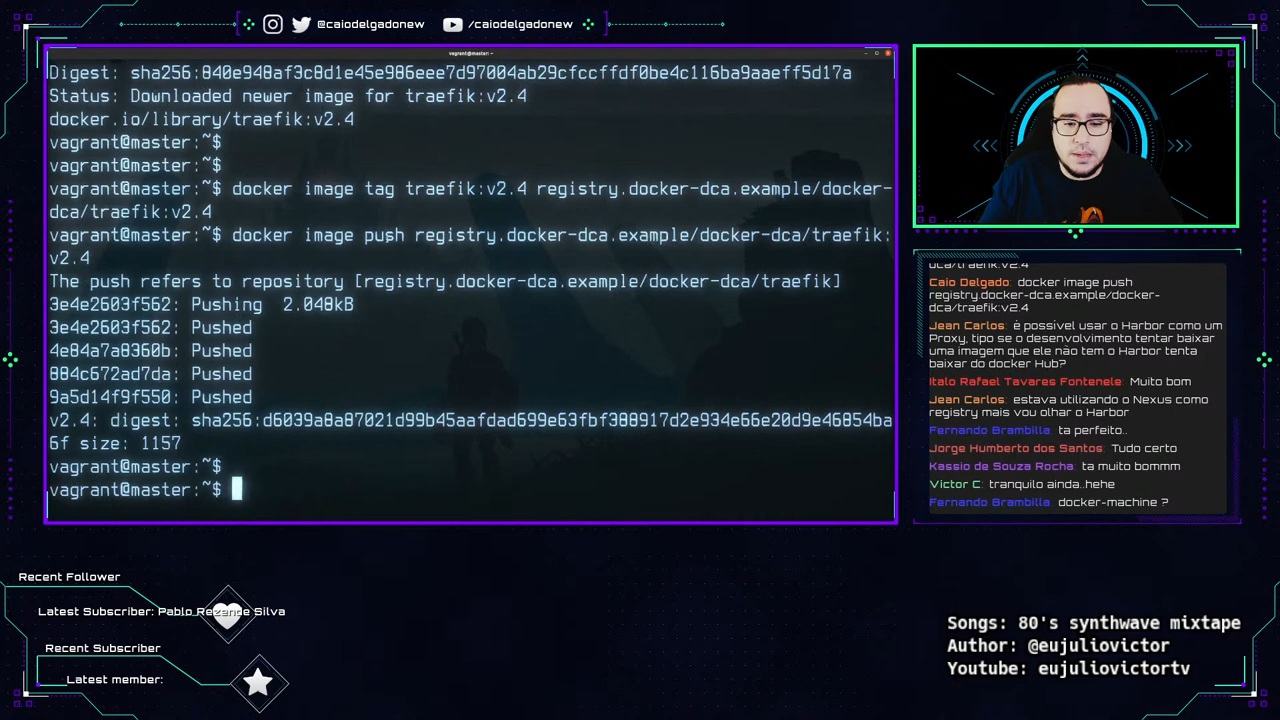 @caiodelgadonew
/caiodelgadonew
vagrant@master: ~
Digest: sha256:840e948af3c8d1e45e986eee7d97004ab29cfccffdf0be4c116ba9aaeff5d17a
Status: Downloaded newer image for traefik:v2.4
docker.io/library/traefik:v2.4
vagrant@master:~$
vagrant@master:~$
vagrant@master:~$ docker image tag traefik:v2.4 registry.docker-dca.example/docker-
dca/traefik:v2.4
vagrant@master:~$ docker image push registry.docker-dca.example/docker-dca/traefik:
v2.4
The push refers to repository [registry.docker-dca.example/docker-dca/traefik]
3e4e2603f562: Pushing  2.048kB
3e4e2603f562: Pushed
4e84a7a8360b: Pushed
884c672ad7da: Pushed
9a5d14f9f550: Pushed
v2.4: digest: sha256:d6039a8a87021d99b45aafdad699e63fbf388917d2e934e66e20d9e46854ba
6f size: 1157
vagrant@master:~$
vagrant@master:~$
dca/traefik:v2.4
Caio Delgado: docker image push
registry.docker-dca.example/docker-
dca/traefik:v2.4
Jean Carlos: é possivel usar o Harbor como um
Proxy, tipo se o desenvolvimento tentar baixar
uma imagem que ele não tem o Harbor tenta
baixar do docker Hub?
Italo Rafael Tavares Fontenele: Muito bom
Jean Carlos: estava utilizando o Nexus como
registry mais vou olhar o Harbor
Fernando Brambilla: ta perfeito..
Jorge Humberto dos Santos: Tudo certo
Kassio de Souza Rocha: ta muito bommm
Victor C: tranquilo ainda..hehe
Fernando Brambilla: docker-machine ?
Recent Follower
Latest Subscriber: Pablo Rezende Silva
Recent Subscriber
Latest member:
Songs: 80's synthwave mixtape
Author: @eujuliovictor
Youtube: eujuliovictortv